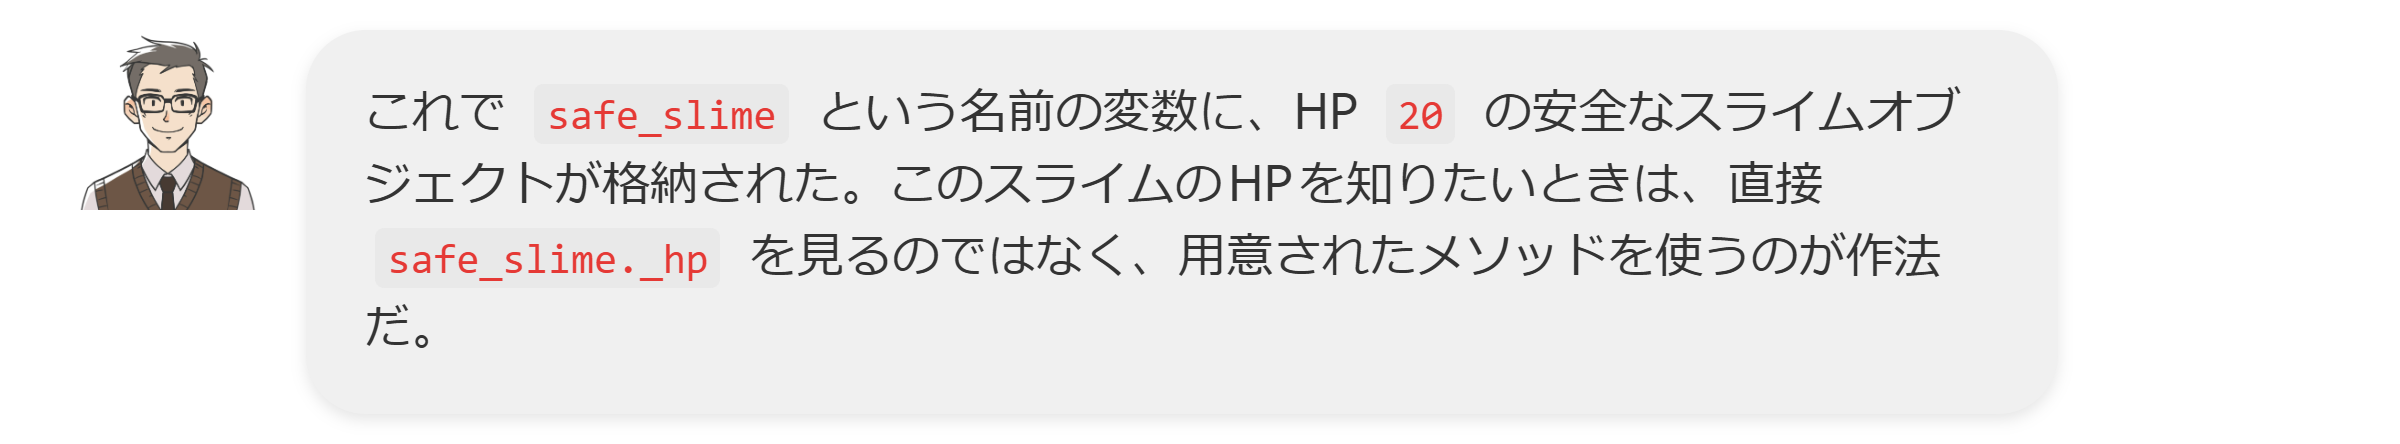 これで safe_slime という名前の変数に、HP 20 の安全なスライムオブ
ジェクトが格納された。このスライムのHPを知りたいときは、直接
safe_slime._hp を見るのではなく、用意されたメソッドを使うのが作法
だ。